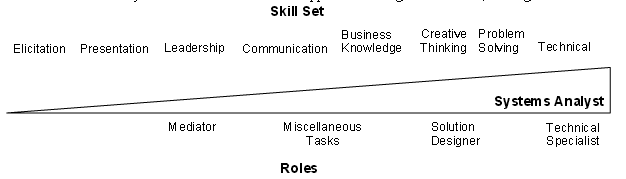 Skill Set
Elicitation Presentation Leadership Communication Business Knowledge Creative Thinking Problem Solving Technical
Systems Analyst
Mediator Miscellaneous Tasks Solution Designer Technical Specialist
Roles